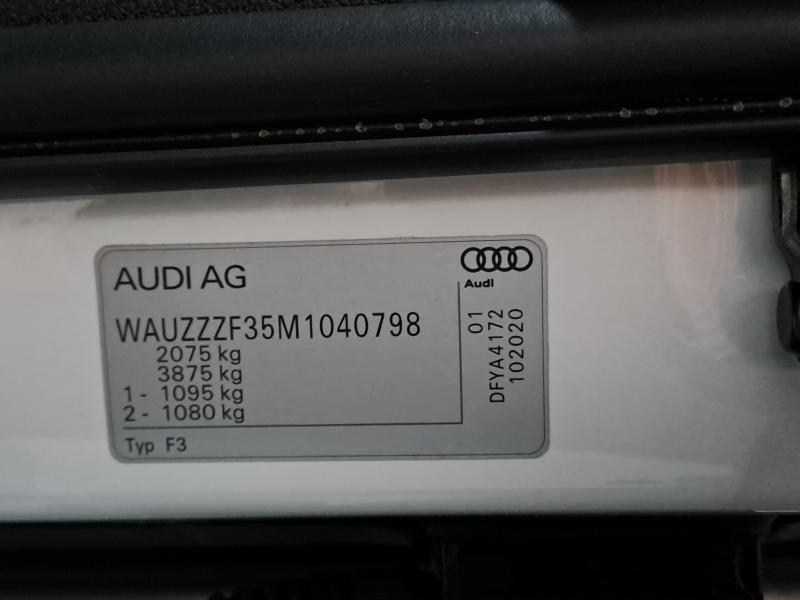 AUDI AG
Audi
WAUZZZF35M1040798
2075 kg
3875 kg
1 - 1095 kg
2 - 1080 kg
Typ F3
01
DFYA4172
102020